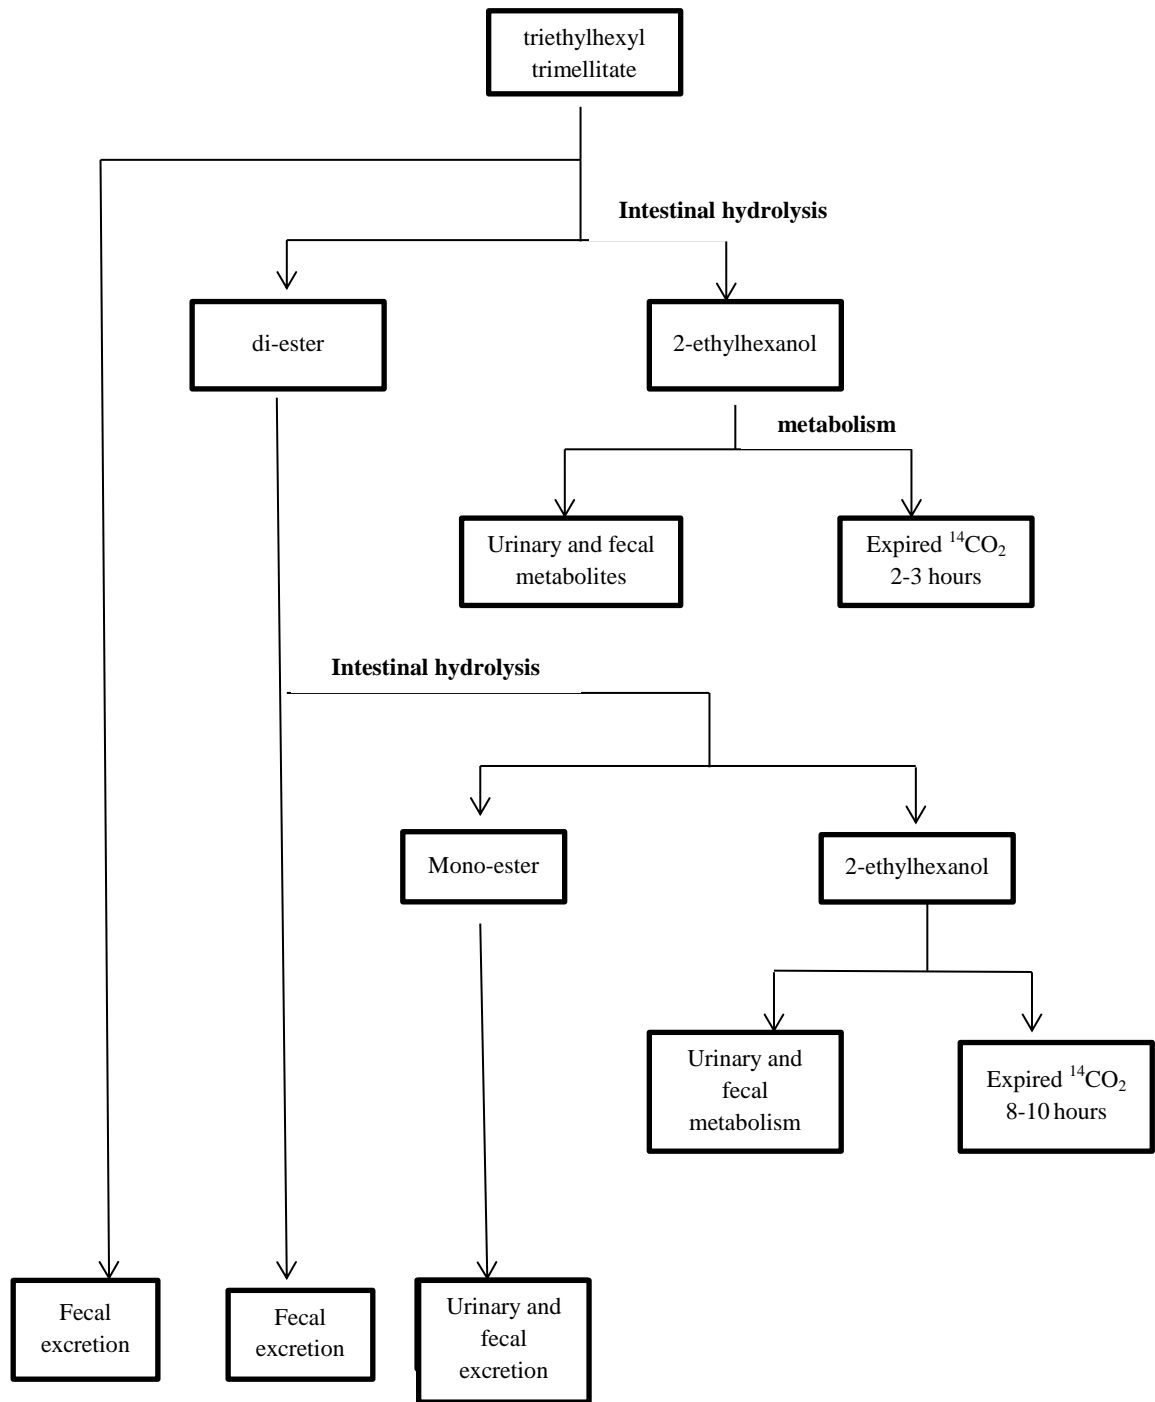 triethylhexyl
trimellitate
Intestinal hydrolysis
di-ester
2-ethylhexanol
metabolism
Urinary and fecal
metabolites
Expired ¹⁴CO₂
2-3 hours
Intestinal hydrolysis
Mono-ester
2-ethylhexanol
Urinary and
fecal
metabolism
Expired ¹⁴CO₂
8-10 hours
Fecal
excretion
Fecal
excretion
Urinary and
fecal
excretion